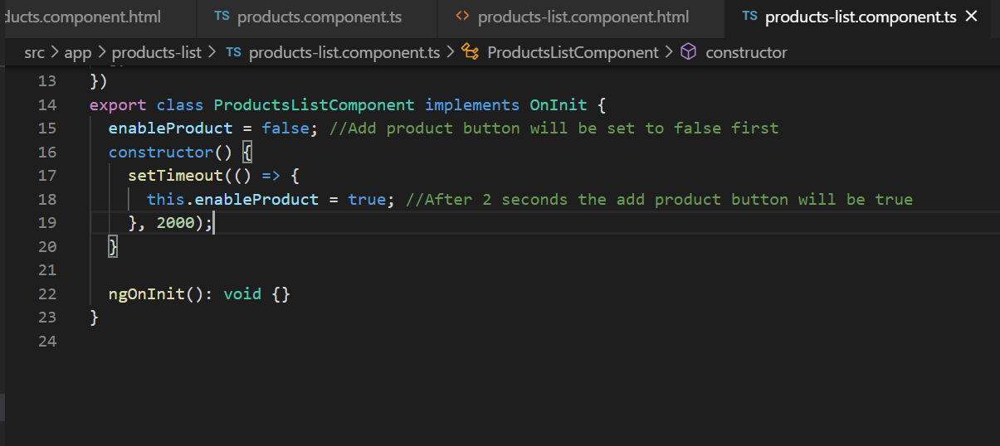 ducts.component.html TS products.component.ts <> products-list.component.html TS products-list.component.ts ×
src > app > products-list > TS products-list.component.ts > ProductsListComponent > constructor
13 })
14 export class ProductsListComponent implements OnInit {
15 enableProduct = false; //Add product button will be set to false first
16 constructor() {
17 setTimeout(() => {
18 this.enableProduct = true; //After 2 seconds the add product button will be true
19 }, 2000);
20 }
21
22 ngOnInit(): void {}
23 }
24